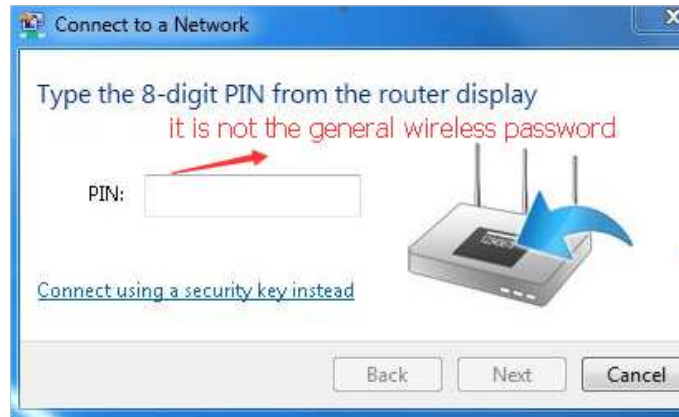 Connect to a Network
Type the 8-digit PIN from the router display
it is not the general wireless password
PIN:
Connect using a security key instead
Back
Next
Cancel